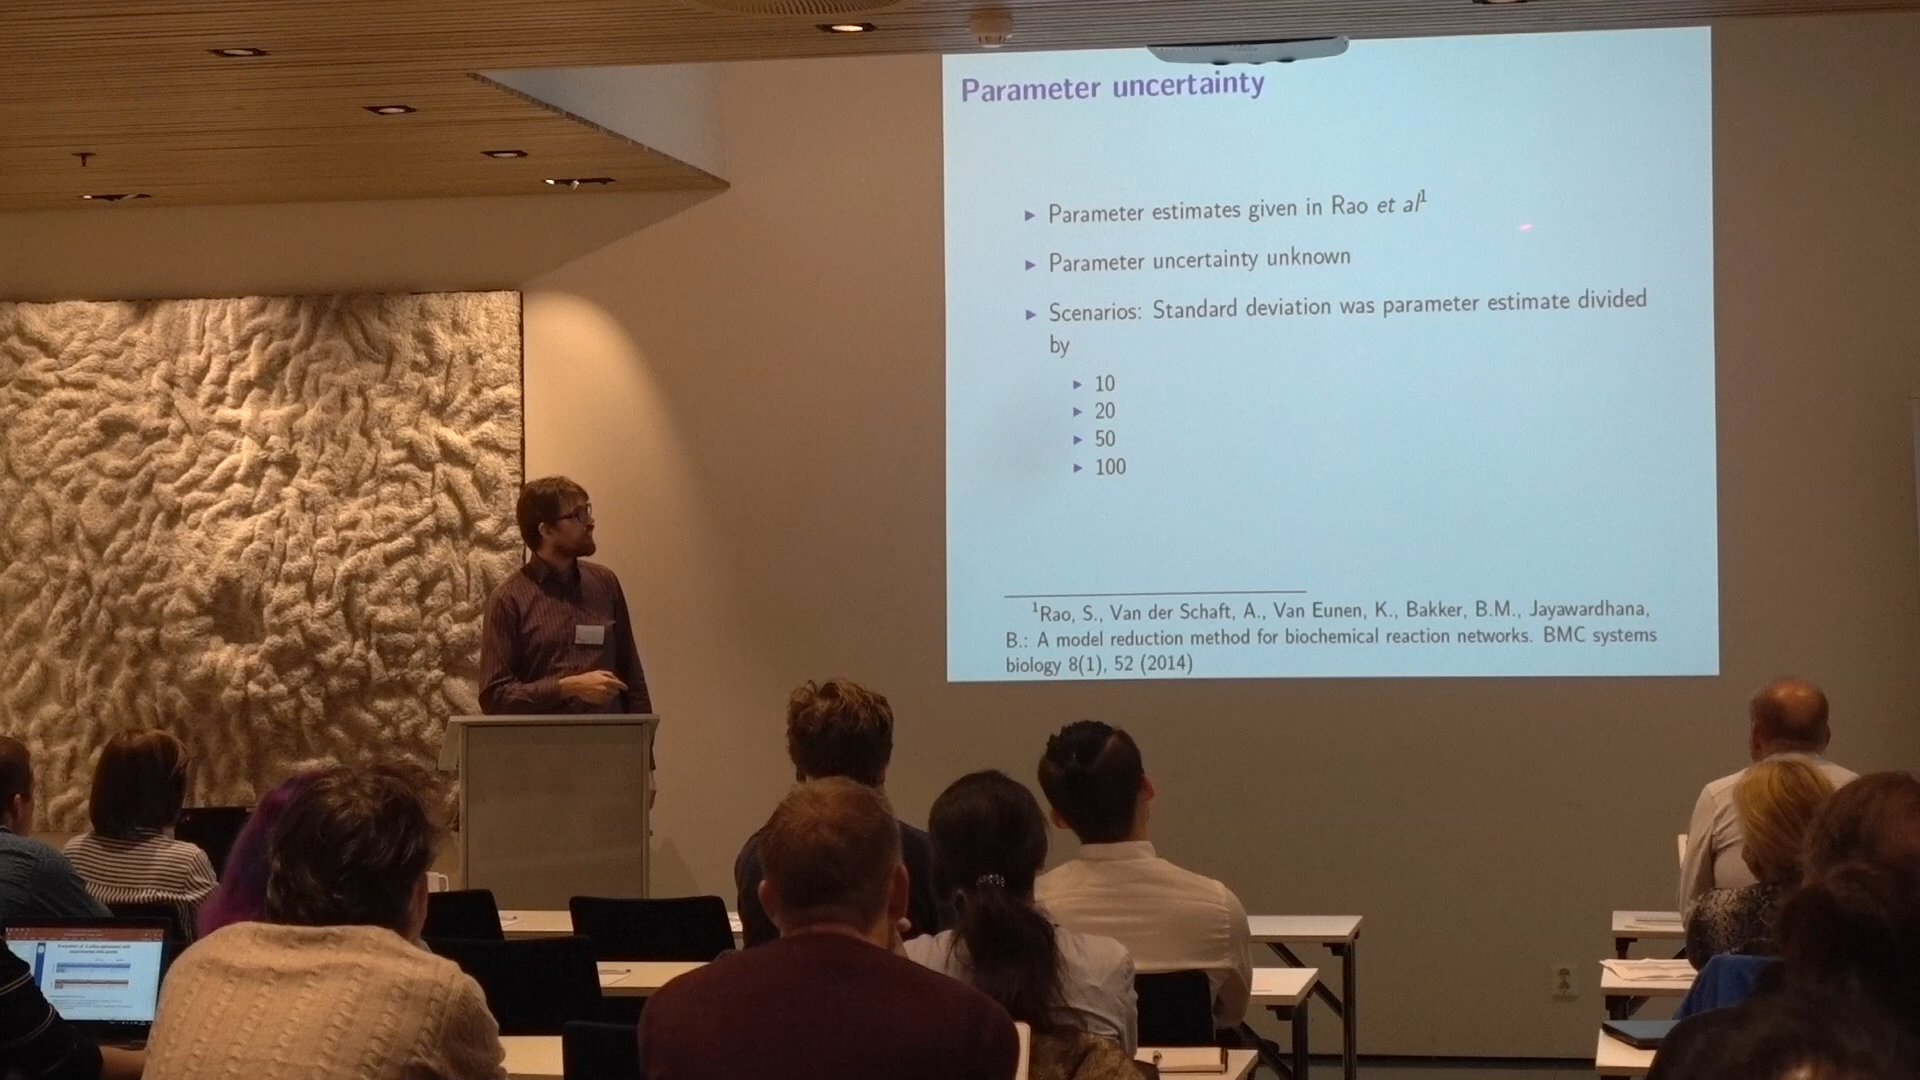 Parameter uncertainty
▶ Parameter estimates given in Rao et al¹
▶ Parameter uncertainty unknown
▶ Scenarios: Standard deviation was parameter estimate divided
by
▶ 10
▶ 20
▶ 50
▶ 100
¹Rao, S., Van der Schaft, A., Van Eunen, K., Bakker, B.M., Jayawardhana,
B.: A model reduction method for biochemical reaction networks. BMC systems
biology 8(1), 52 (2014)